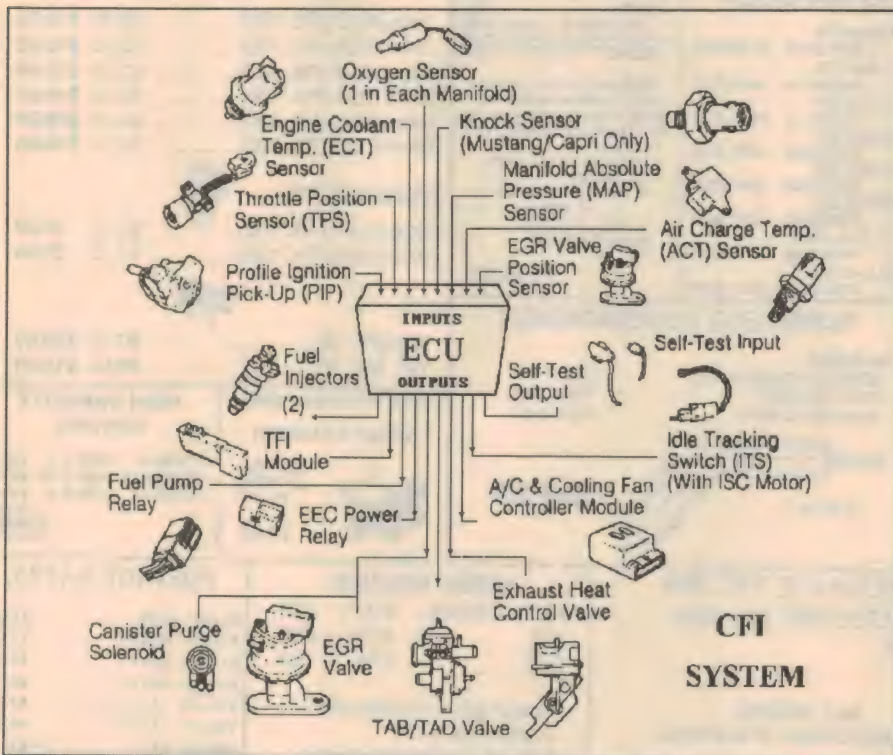 Oxygen Sensor
(1 in Each Manifold)
Engine Coolant
Temp. (ECT)
Sensor
Knock Sensor
(Mustang/Capri Only)
Throttle Position
Sensor (TPS)
Manifold Absolute
Pressure (MAP)
Sensor
Air Charge Temp.
(ACT) Sensor
Profile Ignition
Pick-Up (PIP)
EGR Valve
Position
Sensor
INPUTS
ECU
OUTPUTS
Fuel
Injectors
(2)
Self-Test
Output
Self-Test Input
TFI
Module
Idle Tracking
Switch (ITS)
(With ISC Motor)
Fuel Pump
Relay
EEC Power
Relay
A/C & Cooling Fan
Controller Module
Canister Purge
Solenoid
EGR
Valve
TAB/TAD Valve
Exhaust Heat
Control Valve
CFI
SYSTEM